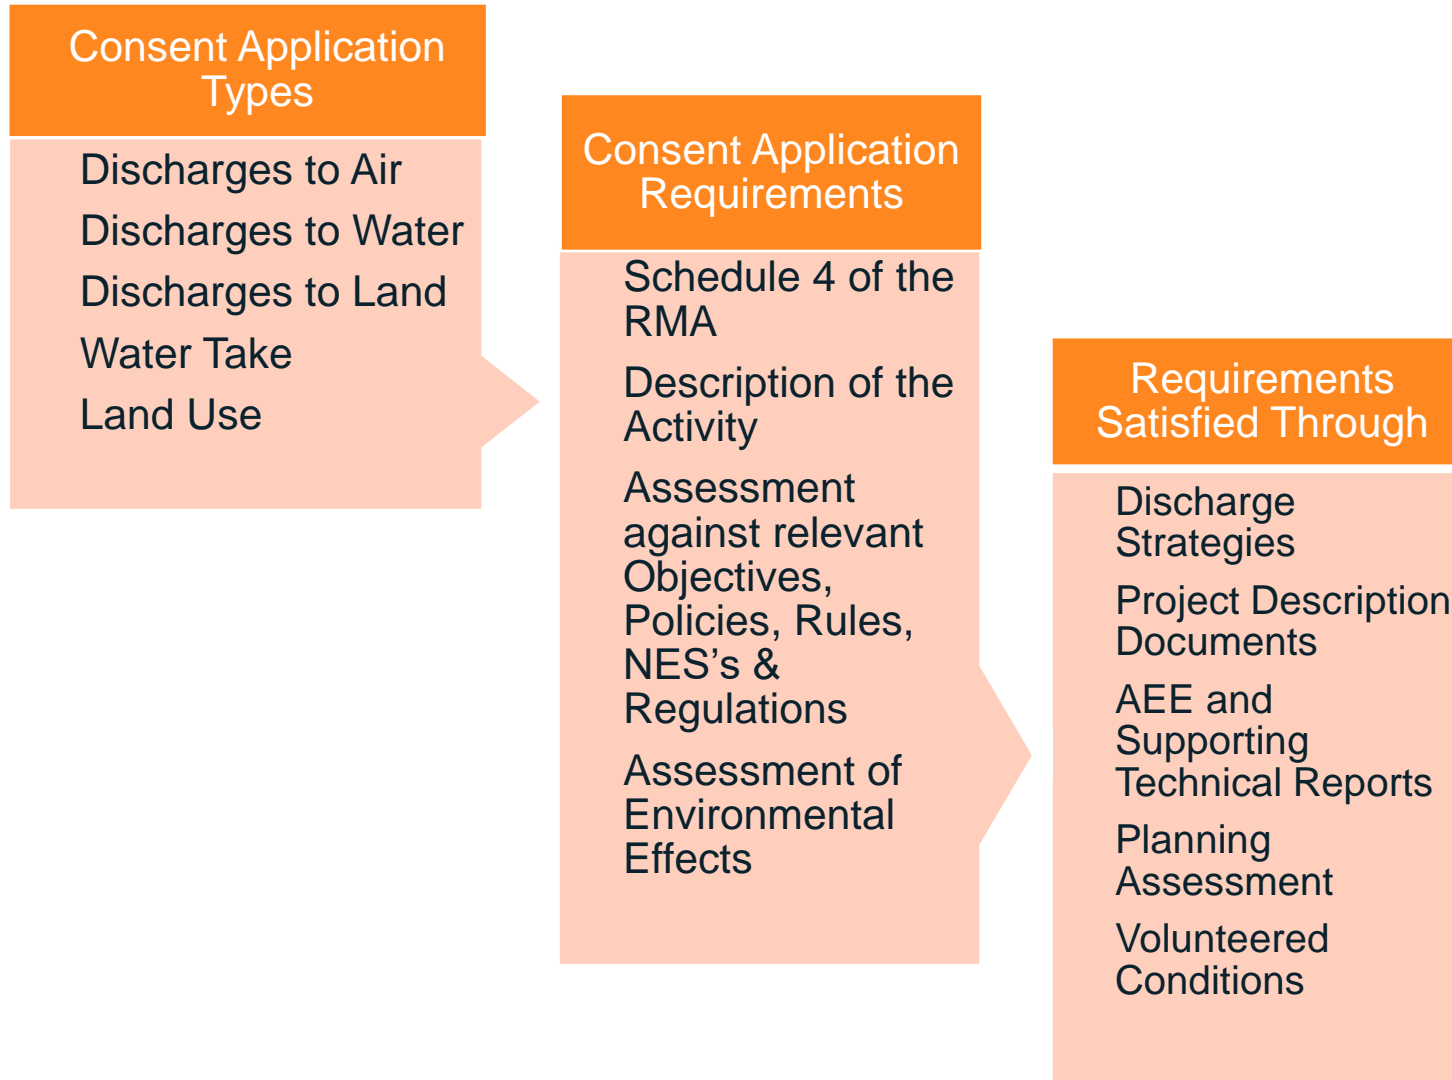 Consent Application
Types
Discharges to Air
Discharges to Water
Discharges to Land
Water Take
Land Use
Consent Application
Requirements
Schedule 4 of the
RMA
Description of the
Activity
Assessment
against relevant
Objectives,
Policies, Rules,
NES’s &
Regulations
Assessment of
Environmental
Effects
Requirements
Satisfied Through
Discharge
Strategies
Project Description
Documents
AEE and
Supporting
Technical Reports
Planning
Assessment
Volunteered
Conditions